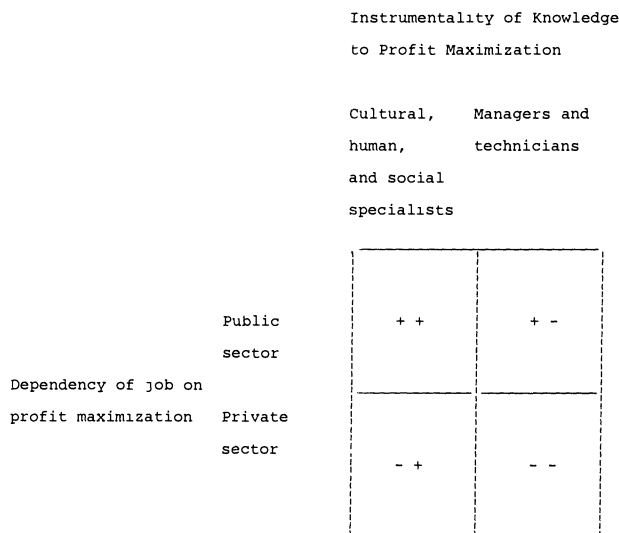 Instrumentality of Knowledge
to Profit Maximization
Cultural, Managers and
human, technicians
and social
specialists
Public + + + -
sector
Dependency of job on
profit maximization Private
sector
- + - -